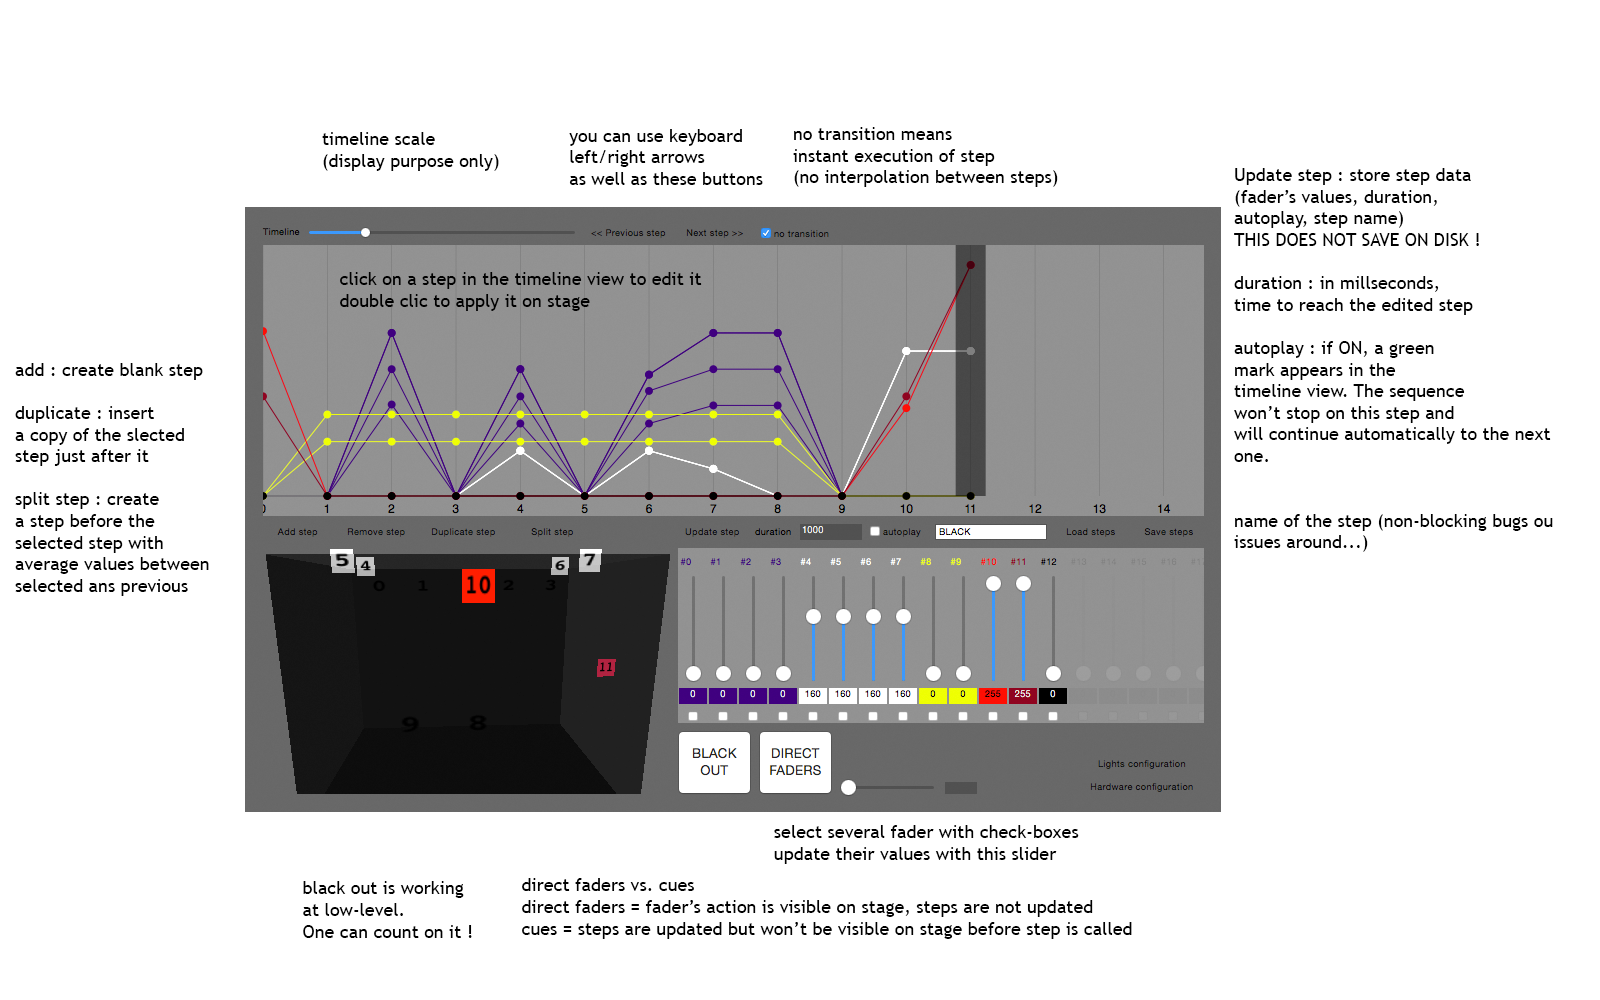 timeline scale
(display purpose only)
you can use keyboard
left/right arrows
as well as these buttons
no transition means
instant execution of step
(no interpolation between steps)
Update step : store step data
(fader's values, duration,
autoplay, step name)
THIS DOES NOT SAVE ON DISK !
duration : in millseconds,
time to reach the edited step
autoplay : if ON, a green
mark appears in the
timeline view. The sequence
won't stop on this step and
will continue automatically to the next
one.
name of the step (non-blocking bugs ou
issues around...)
add : create blank step
duplicate : insert
a copy of the slected
step just after it
split step : create
a step before the
selected step with
average values between
selected ans previous
Timeline << Previous step Next step >> no transition
click on a step in the timeline view to edit it
double clic to apply it on stage
0 1 2 3 4 5 6 7 8 9 10 11 12 13 14
Add step Remove step Duplicate step Split step Update step duration 1000 autoplay BLACK Load steps Save steps
5 4 6 7
0 1 10 2 3
11
9 8
#0 #1 #2 #3 #4 #5 #6 #7 #8 #9 #10 #11 #12 #13 #14 #15 #16
0 0 0 0 160 160 160 160 0 0 255 255 0
BLACK
OUT
DIRECT
FADERS
Lights configuration
Hardware configuration
select several fader with check-boxes
update their values with this slider
black out is working
at low-level.
One can count on it !
direct faders vs. cues
direct faders = fader's action is visible on stage, steps are not updated
cues = steps are updated but won't be visible on stage before step is called